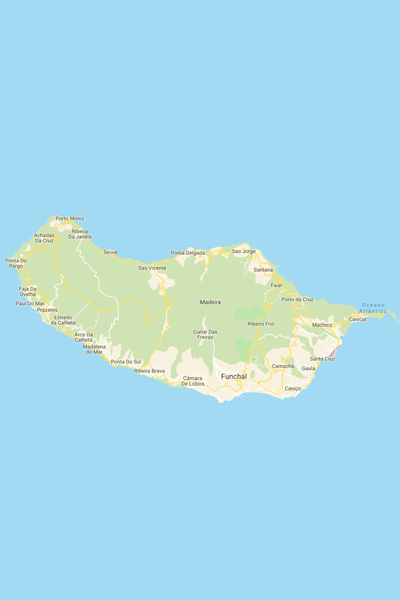 Porto Moniz
Ribeira
Da Janela
Achadas
Da Cruz
Ponta Do
Pargo
Seixal
Ponta Delgada
Sao Jorge
Sao Vicente
Santana
Faial
Faja Da
Ovelha
Paul Do Mar
Prazeres
Estreito
da Calheta
Madeira
Porto da Cruz
Oceano
Atlântico
Canical
Machico
Ribeiro Frio
Arco Da
Calheta
Madalena
do Mar
Curral Das
Freiras
Ponta Do Sol
Ribeira Brava
Câmara
De Lobos
Funchal
Camacha
Santa Cruz
Gaula
Caniço